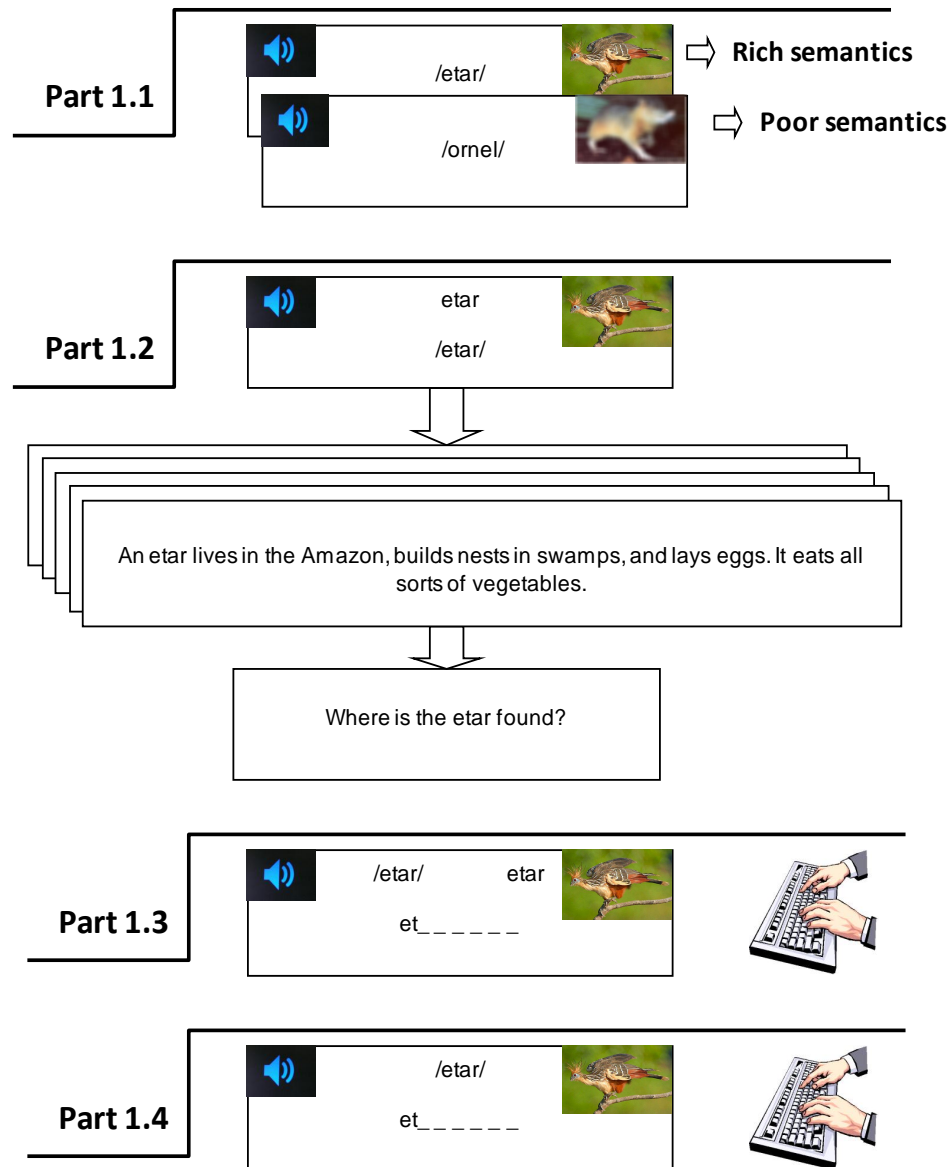 Part 1.1
/etar/
Rich semantics
/ornel/
Poor semantics
Part 1.2
etar
/etar/
An etar lives in the Amazon, builds nests in swamps, and lays eggs. It eats all
sorts of vegetables.
Where is the etar found?
Part 1.3
/etar/ etar
et_ _ _ _ _ _
Part 1.4
/etar/
et_ _ _ _ _ _